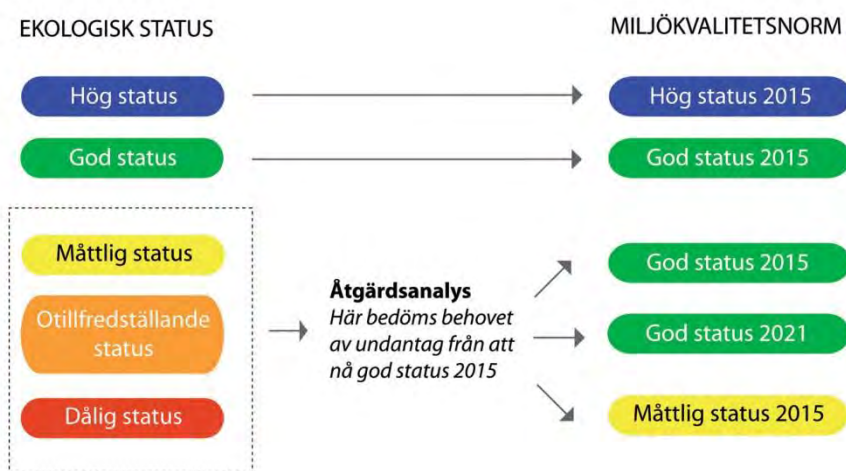 EKOLOGISK STATUS
MILJÖKVALITETSNORM
Hög status
Hög status 2015
God status
God status 2015
Måttlig status
Otillfredställande
status
Dålig status
Åtgärdsanalys
Här bedöms behovet
av undantag från att
nå god status 2015
God status 2015
God status 2021
Måttlig status 2015